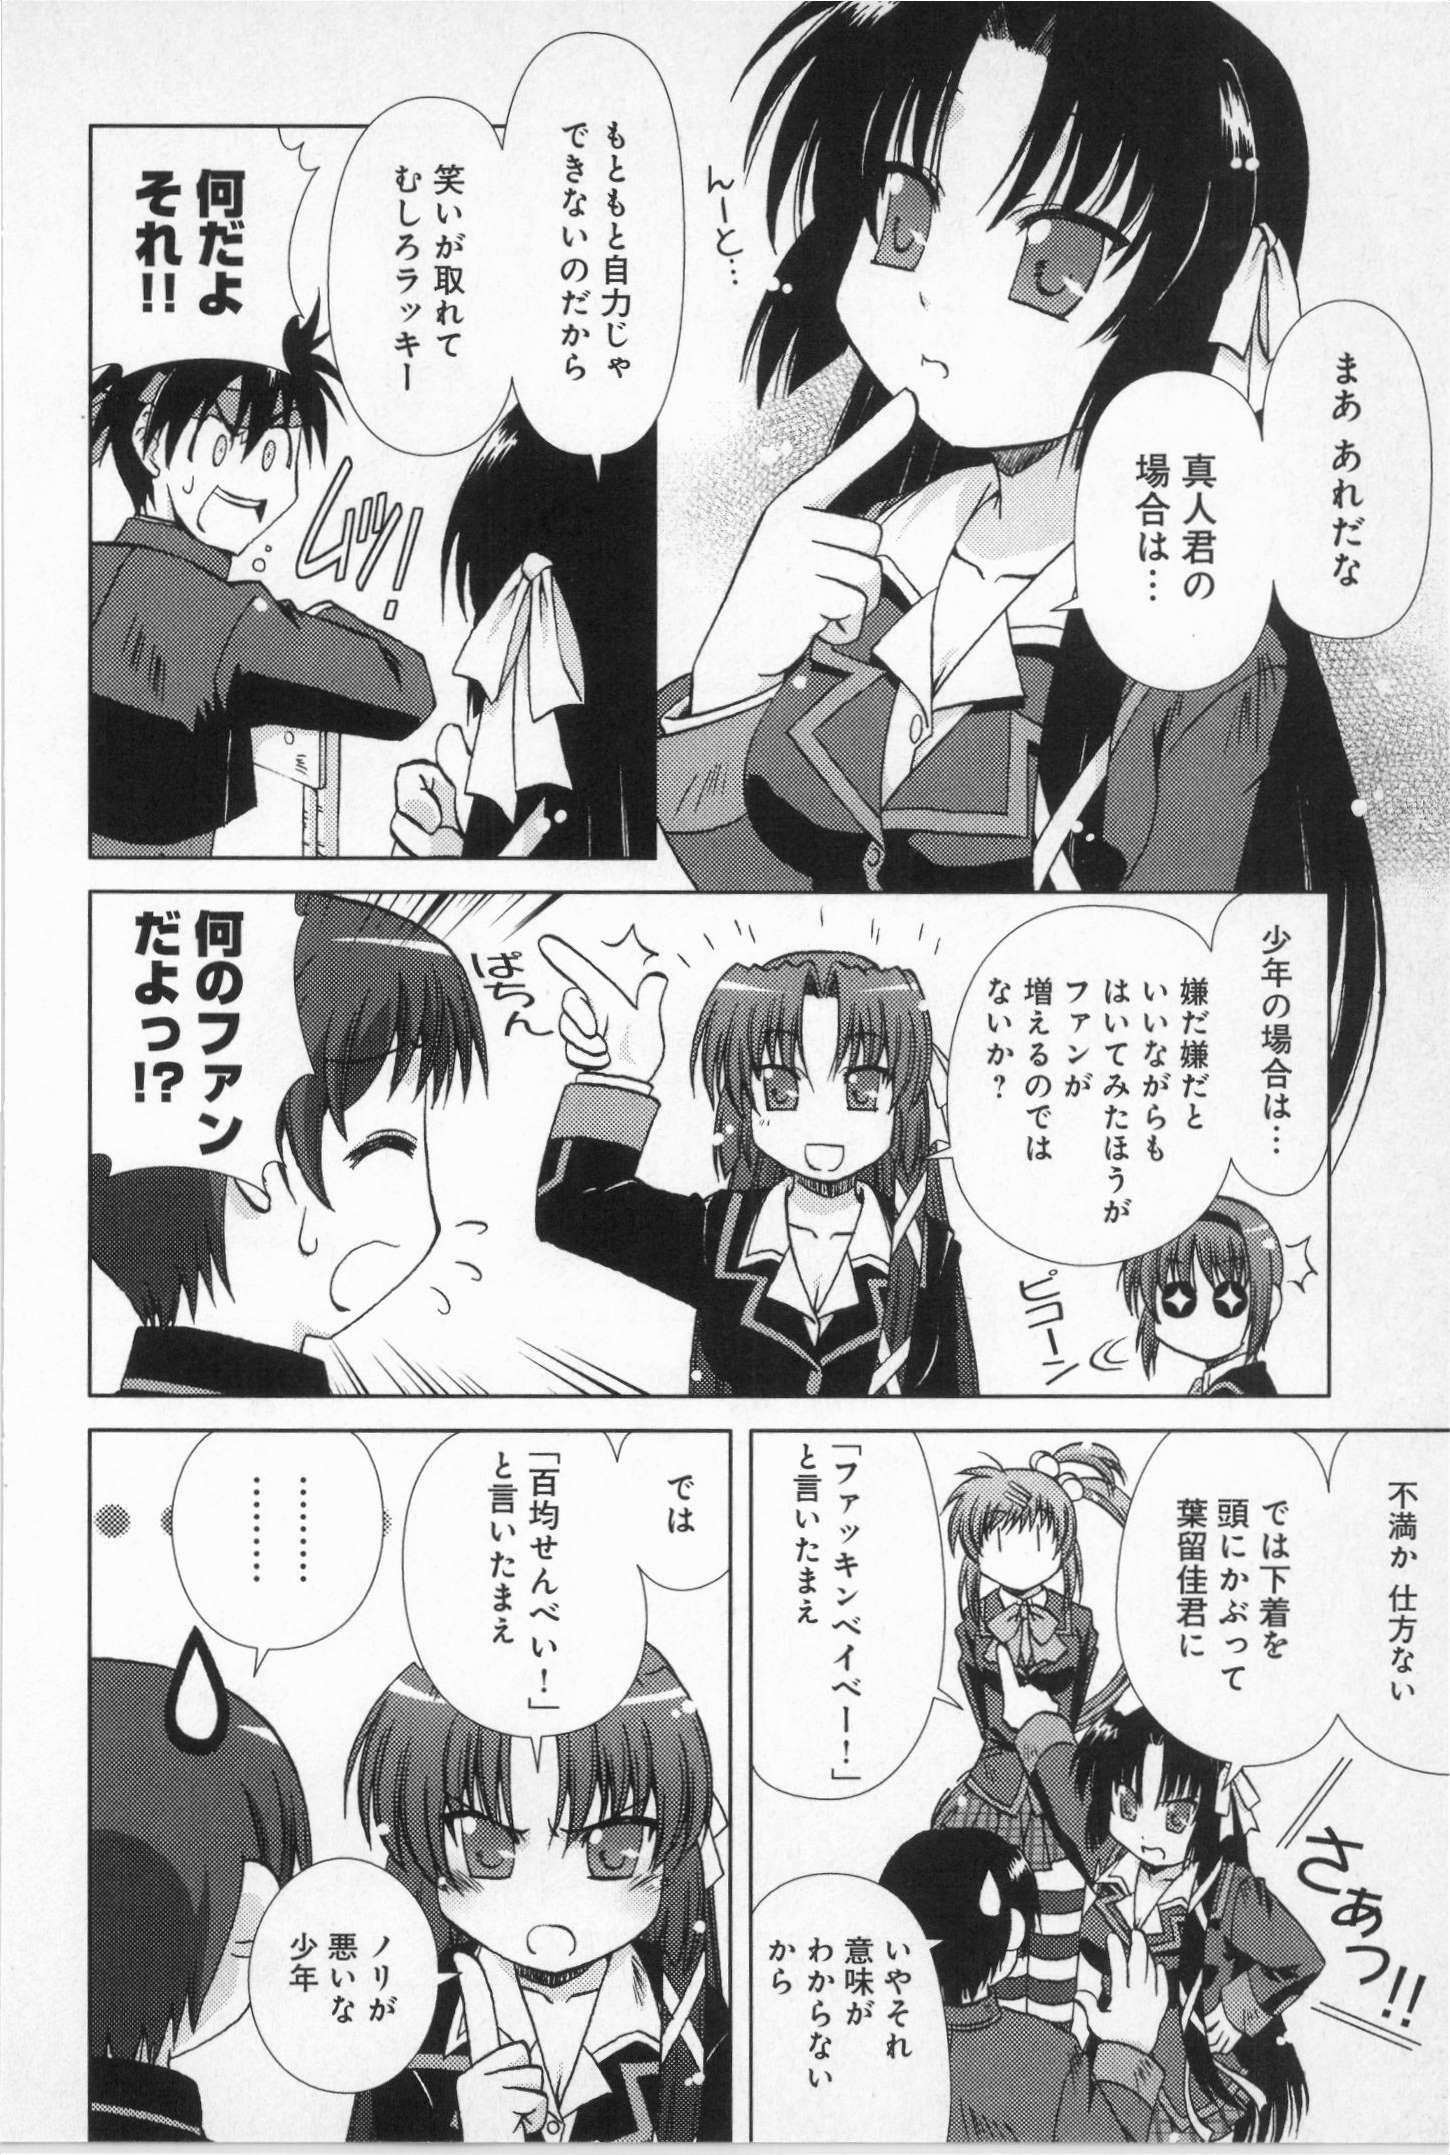 まあ あれだな
真人君の
場合は…
んーと…
もともと自力じゃ
できないのだから
笑いが取れて
むしろラッキー
何だよ
それ!!
ムッ!
少年の場合は…
嫌だ嫌だと
いいながらも
はいてみたほうが
ファンが
増えるのでは
ないか?
ピコーン
ぱちん
何のファン
だよっ!?
不満か 仕方ない
では下着を
頭にかぶって
葉留佳君に
「ファッキンベイベー!」
と言いたまえ
さあっ!!
いやそれ
意味が
わからない
から
では
「百均せんべい!」
と言いたまえ
………
………
ノリが
悪いな
少年